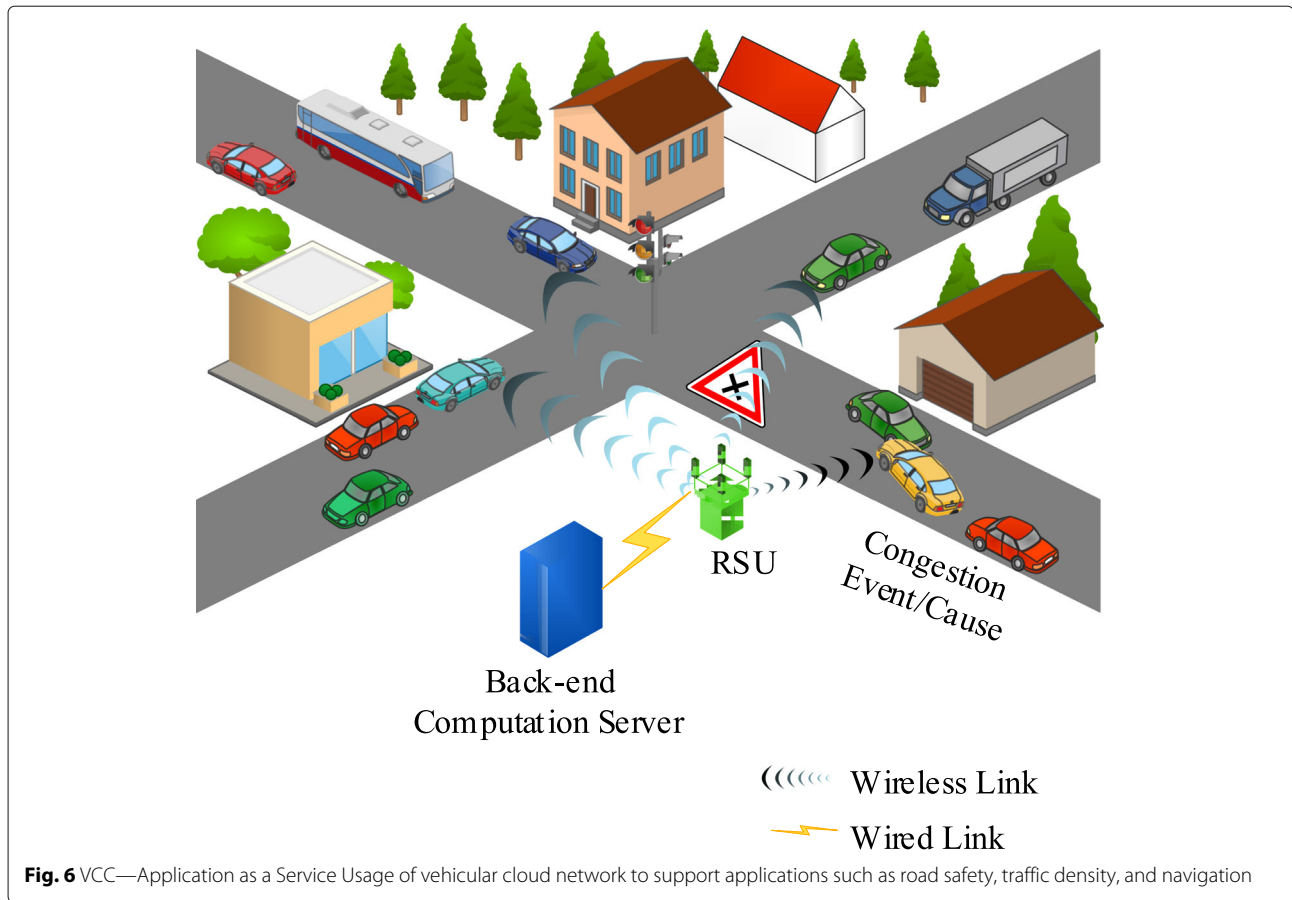 RSU
Congestion
Event/Cause
Back-end
Computation Server
Wireless Link
Wired Link
Fig. 6 VCC—Application as a Service Usage of vehicular cloud network to support applications such as road safety, traffic density, and navigation